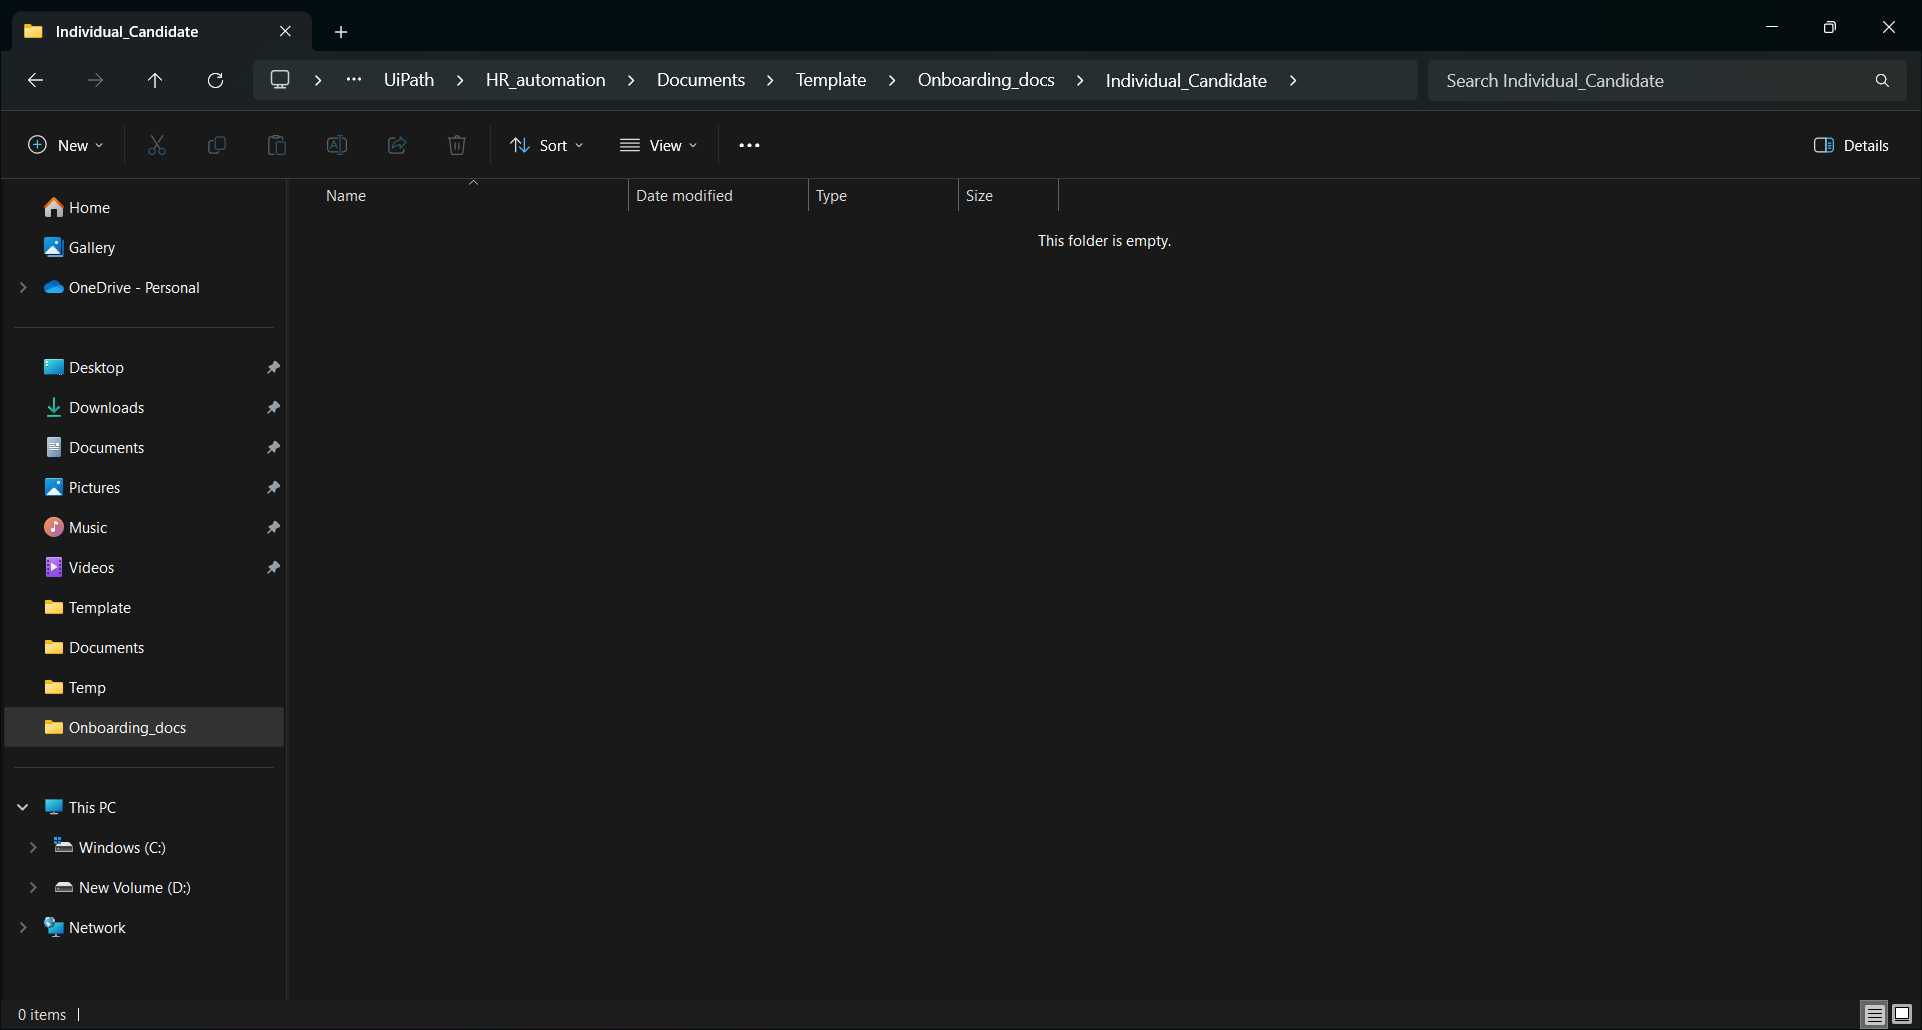 Individual_Candidate
UiPath > HR_automation > Documents > Template > Onboarding_docs > Individual_Candidate >
Search Individual_Candidate
New
Sort
View
Details
Name
Date modified
Type
Size
This folder is empty.
Home
Gallery
OneDrive - Personal
Desktop
Downloads
Documents
Pictures
Music
Videos
Template
Documents
Temp
Onboarding_docs
This PC
Windows (C:)
New Volume (D:)
Network
0 items